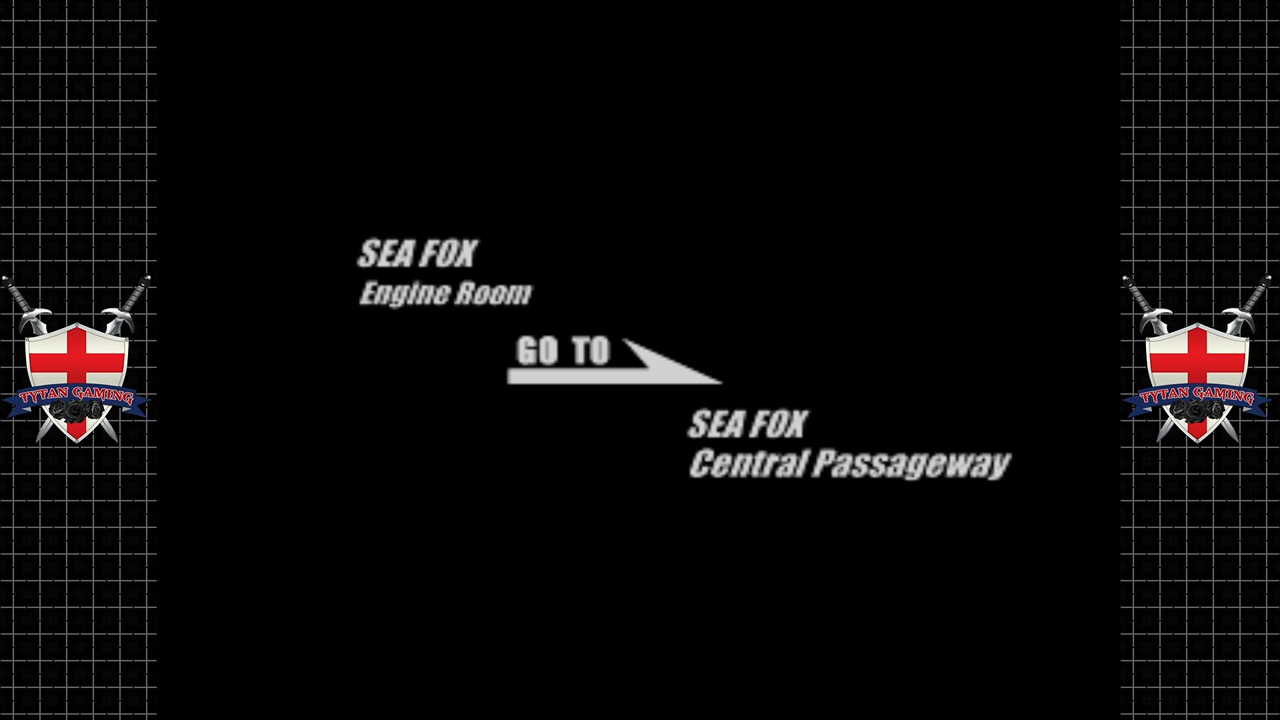 SEA FOX
Engine Room
GO TO
SEA FOX
Central Passageway
TYTAN GAMING
TYTAN GAMING